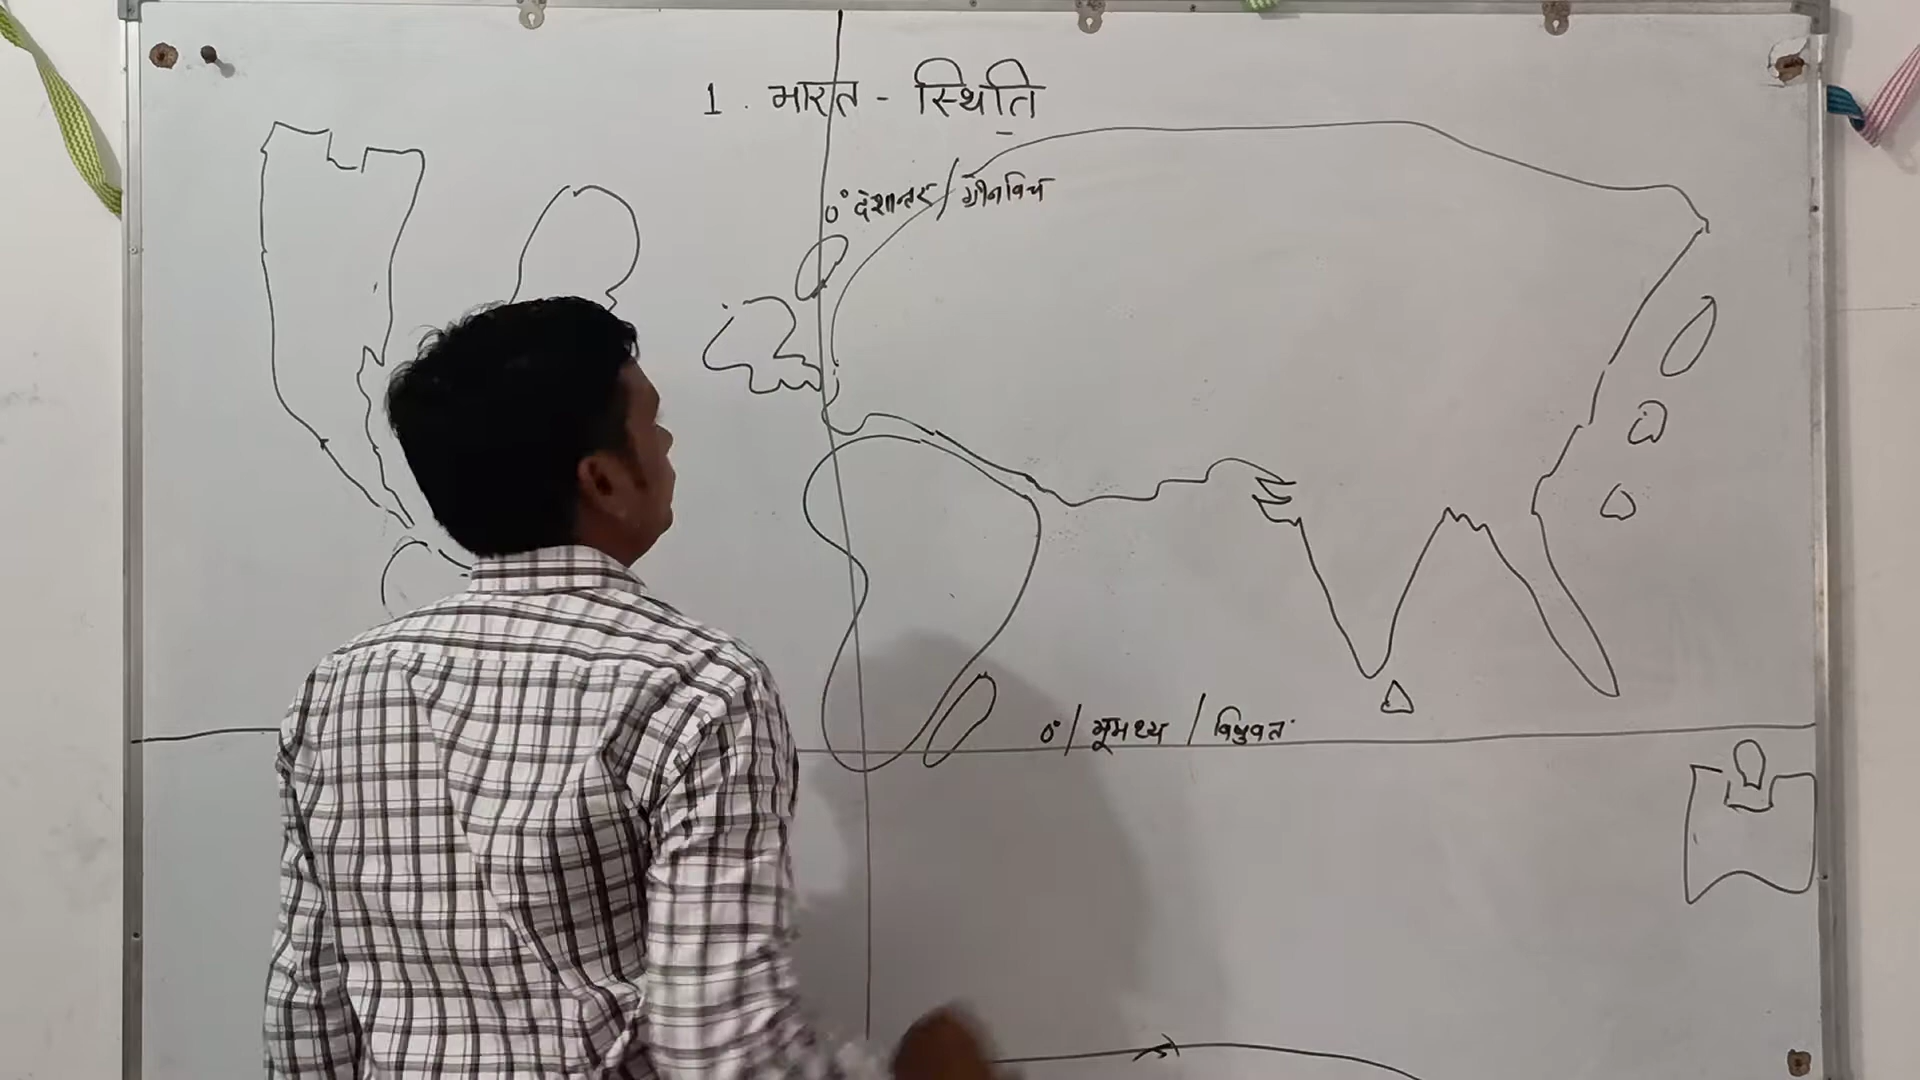 1. भारत - स्थिति
0° देशान्तर / ग्रीनविच
0° / भूमध्य / विषुवत